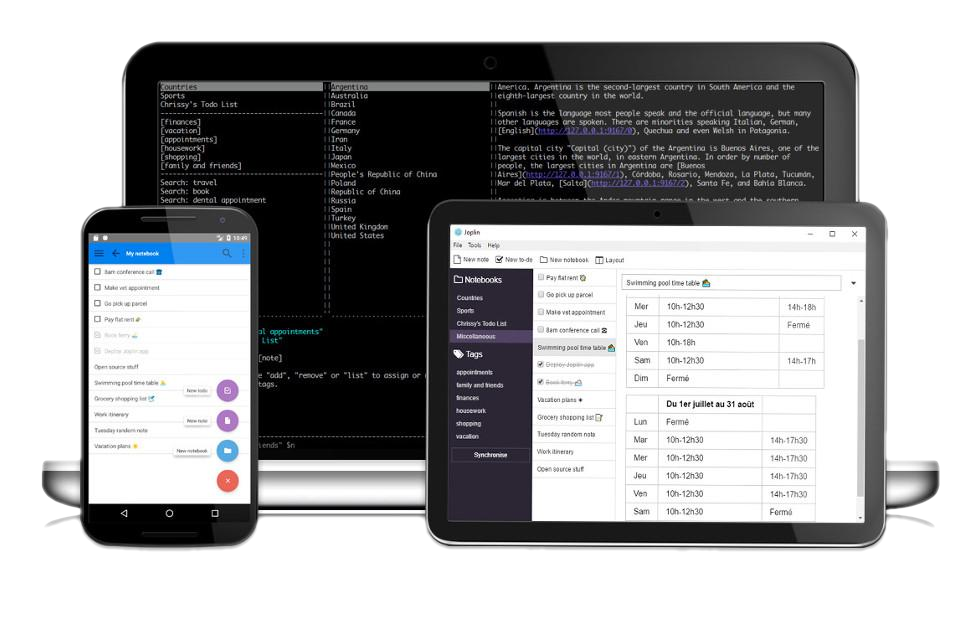 Countries
Sports
Chrissy's Todo List
[finances]
[vacation]
[appointments]
[housework]
[shopping]
[family and friends]
Search: travel
Search: book
Search: dental appointment
Argentina
Australia
Brazil
Canada
France
Germany
Iran
Italy
Japan
Mexico
People's Republic of China
Poland
Republic of China
Russia
Spain
Turkey
United Kingdom
United States
America. Argentina is the second-largest country in South America and the
eighth-largest country in the world.
Spanish is the language most people speak and the official language, but many
other languages are spoken. There are minorities speaking Italian, German,
[English](http://127.0.0.1:9167/0), Quechua and even Welsh in Patagonia.
The capital city "Capital (city)") of the Argentina is Buenos Aires, one of the
largest cities in the world, in eastern Argentina. In order by number of
people, the largest cities in Argentina are [Buenos
Aires](http://127.0.0.1:9167/1), Córdoba, Rosario, Mendoza, La Plata, Tucumán,
Mar del Plata, [Salta](http://127.0.0.1:9167/2), Santa Fe, and Bahia Blanca.
al appointments"
List"
[note]
"add", "remove" or "list" to assign or
tags.
iends" $n
10:49
My notebook
8am conference call ☎
Make vet appointment
Go pick up parcel
Pay flat rent
Book ferry
Deploy Joplin app
Open source stuff
Swimming pool time table
New todo
Grocery shopping list
Work itinerary
New note
Tuesday random note
Vacation plans
New notebook
Joplin
File Tools Help
New note New to-do New notebook Layout
Notebooks
Countries
Sports
Chrissy's Todo List
Miscellaneous
Tags
appointments
family and friends
finances
housework
shopping
vacation
Synchronise
Pay flat rent
Go pick up parcel
Make vet appointment
8am conference call ☎
Swimming pool time table
Deploy Joplin app
Book ferry
Vacation plans
Grocery shopping list
Tuesday random note
Work itinerary
Open source stuff
Swimming pool time table
Mer 10h-12h30 14h-18h
Jeu 10h-12h30 Fermé
Ven 10h-18h
Sam 10h-12h30 14h-17h
Dim Fermé
Du 1er juillet au 31 août
Lun Fermé
Mar 10h-12h30 14h-17h30
Mer 10h-12h30 14h-17h30
Jeu 10h-12h30 14h-17h30
Ven 10h-12h30 14h-17h30
Sam 10h-12h30 Fermé